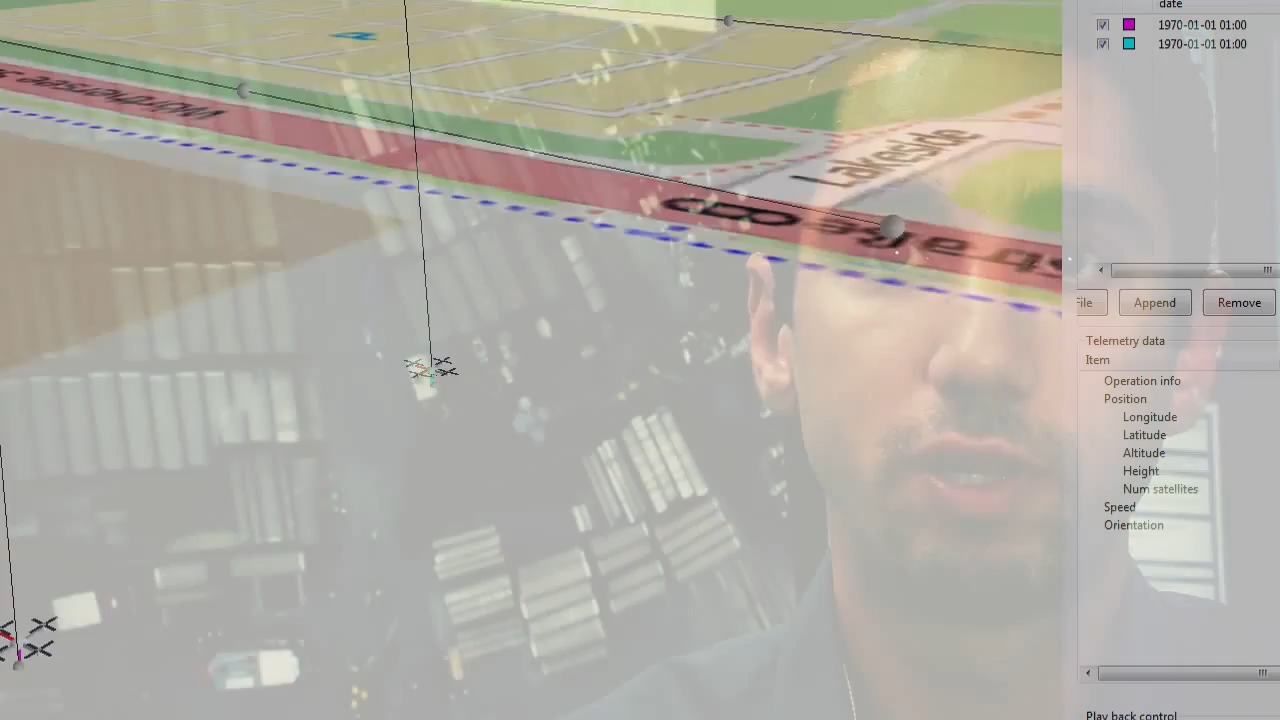 date
1970-01-01 01:00
1970-01-01 01:00
Lakeside
File
Append
Remove
Telemetry data
Item
Operation info
Position
Longitude
Latitude
Altitude
Height
Num satellites
Speed
Orientation
Play back control